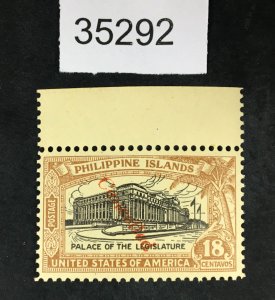 35292
PHILIPPINE ISLANDS
POSTAGE
PALACE OF THE LEGISLATURE
18
CENTAVOS
UNITED STATES OF AMERICA